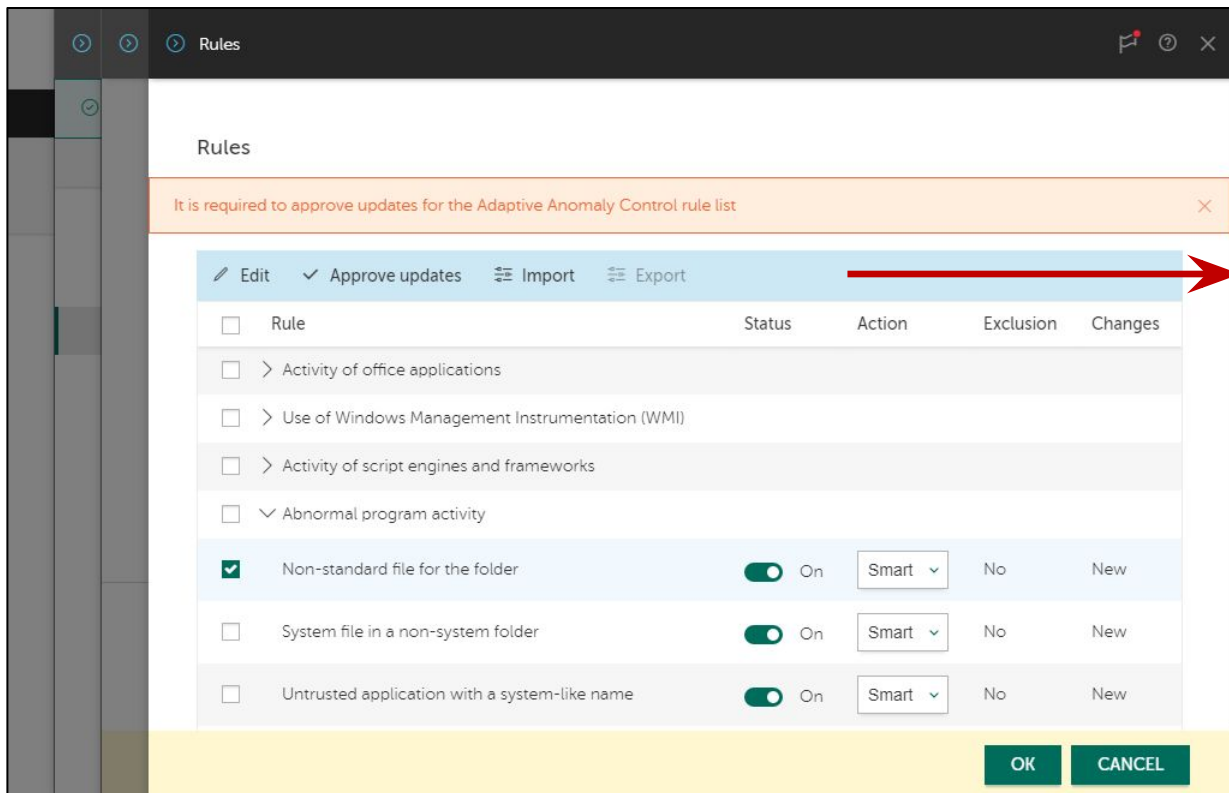 Rules
Rules
It is required to approve updates for the Adaptive Anomaly Control rule list
Edit Approve updates Import Export
Rule Status Action Exclusion Changes
Activity of office applications
Use of Windows Management Instrumentation (WMI)
Activity of script engines and frameworks
Abnormal program activity
Non-standard file for the folder On Smart No New
System file in a non-system folder On Smart No New
Untrusted application with a system-like name On Smart No New
OK CANCEL